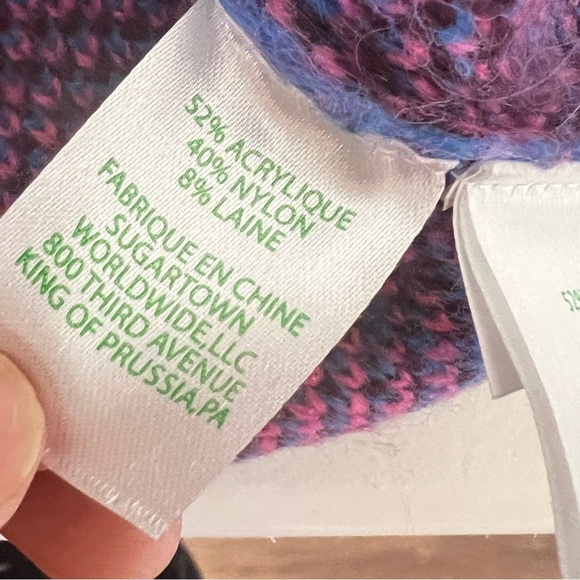 52% ACRYLIQUE
40% NYLON
8% LAINE
FABRIQUE EN CHINE
SUGARTOWN
WORLDWIDE,LLC
800 THIRD AVENUE
KING OF PRUSSIA,PA